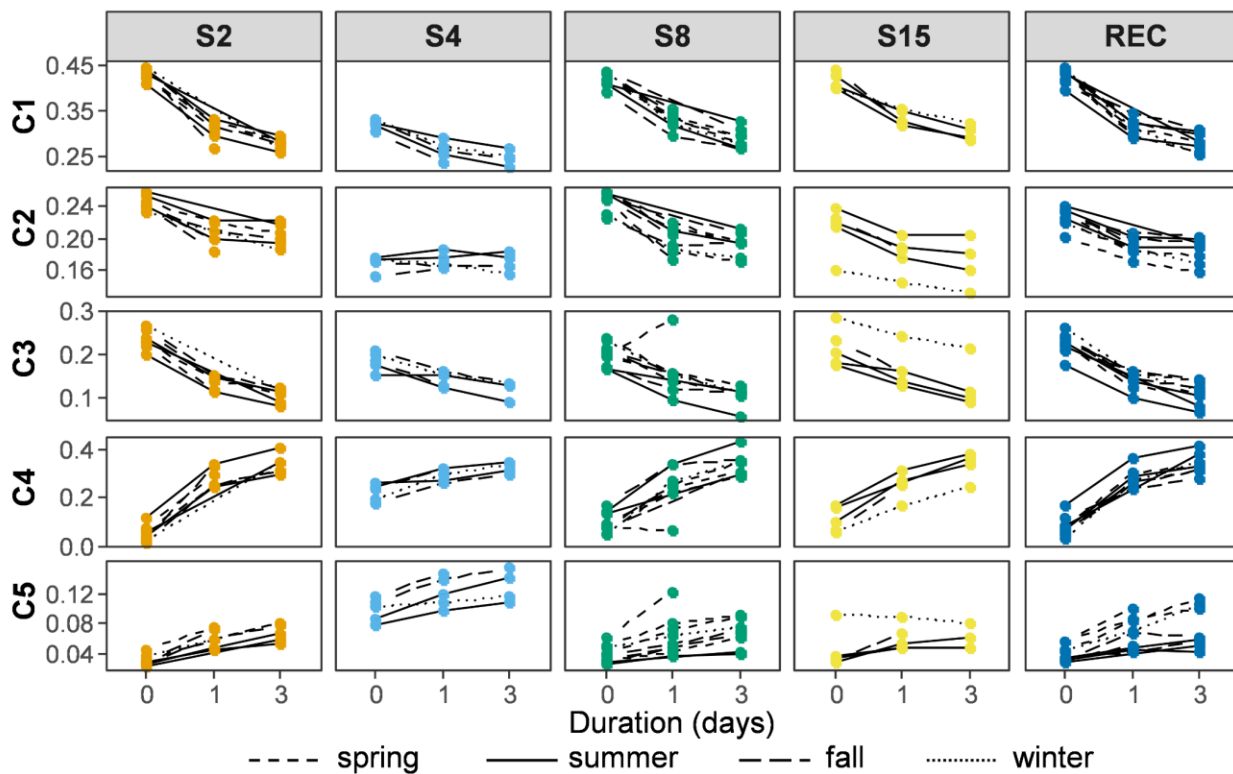 S2 S4 S8 S15 REC
C1
0.45
0.35
0.25
C2
0.24
0.20
0.16
C3
0.3
0.2
0.1
C4
0.4
0.2
0.0
C5
0.12
0.08
0.04
0 1 3 0 1 3 0 1 3 0 1 3 0 1 3
Duration (days)
spring summer fall winter